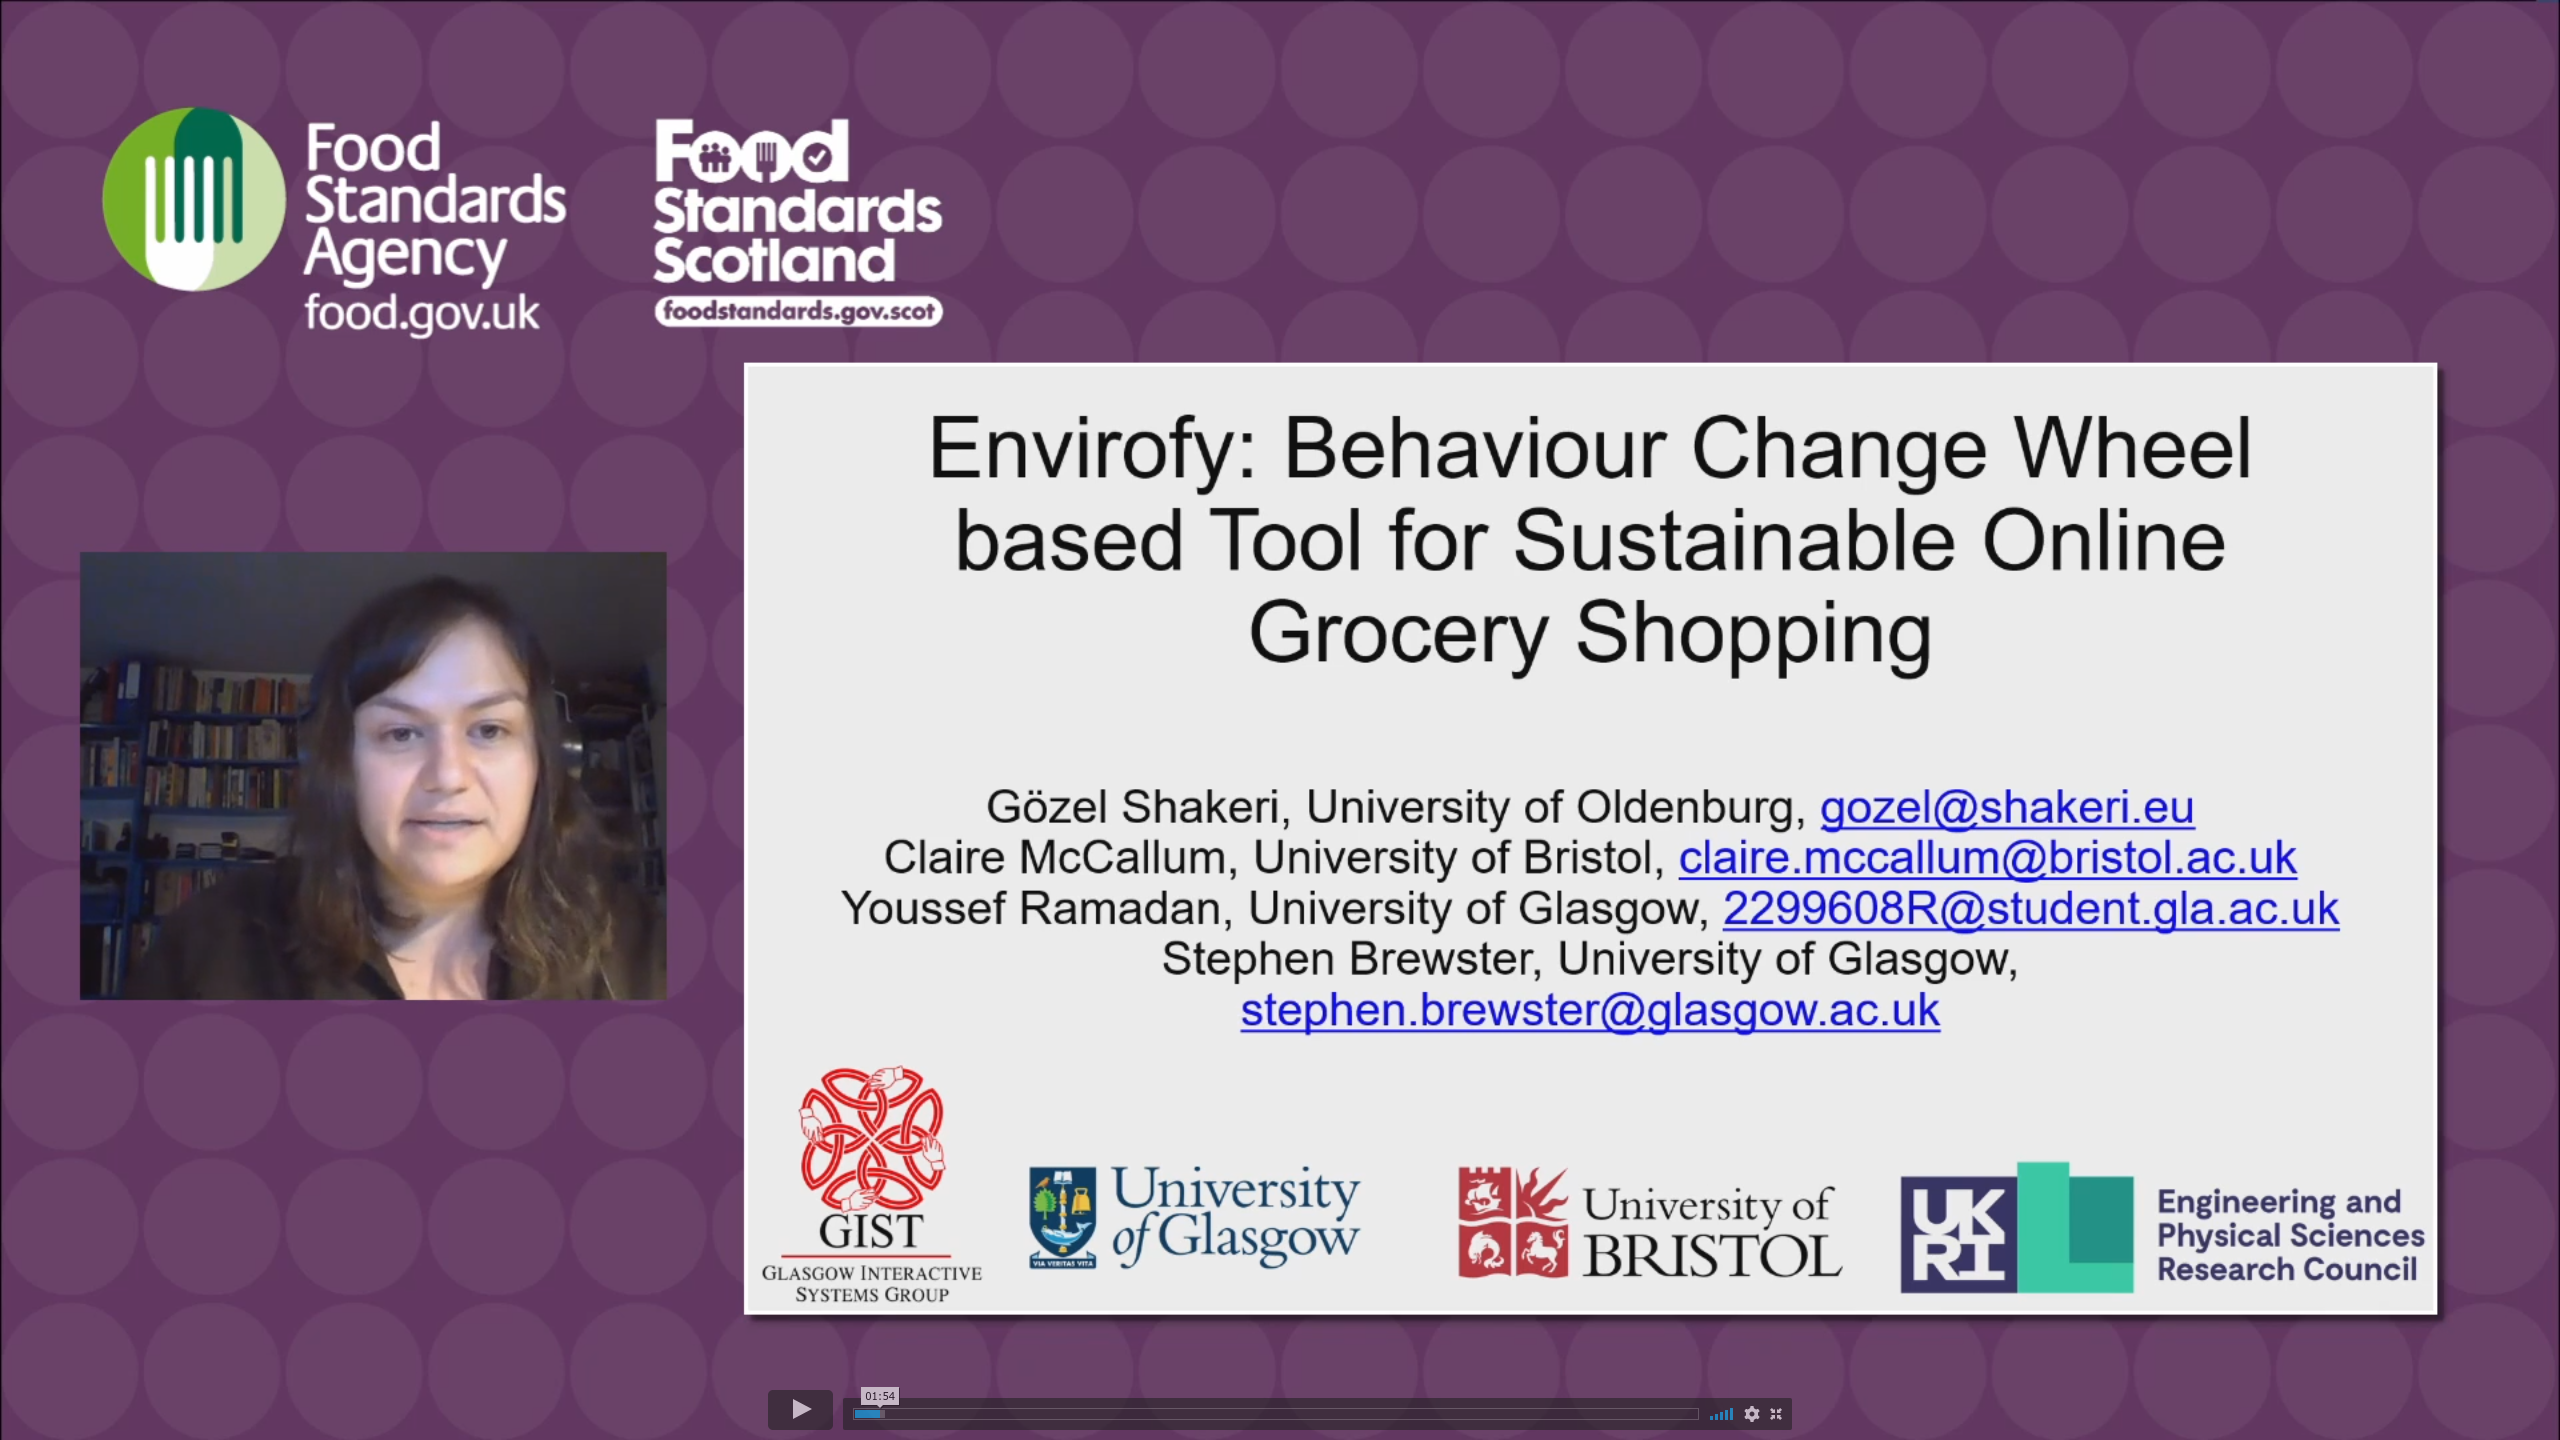 Food
Standards
Agency
food.gov.uk
Food
Standards
Scotland
foodstandards.gov.scot
Envirofy: Behaviour Change Wheel
based Tool for Sustainable Online
Grocery Shopping
Gözel Shakeri, University of Oldenburg, gozel@shakeri.eu
Claire McCallum, University of Bristol, claire.mccallum@bristol.ac.uk
Youssef Ramadan, University of Glasgow, 2299608R@student.gla.ac.uk
Stephen Brewster, University of Glasgow,
stephen.brewster@glasgow.ac.uk
GIST
GLASGOW INTERACTIVE
SYSTEMS GROUP
VIA VERITAS VITA
University
of Glasgow
University of
BRISTOL
UK
RI
Engineering and
Physical Sciences
Research Council
01:54